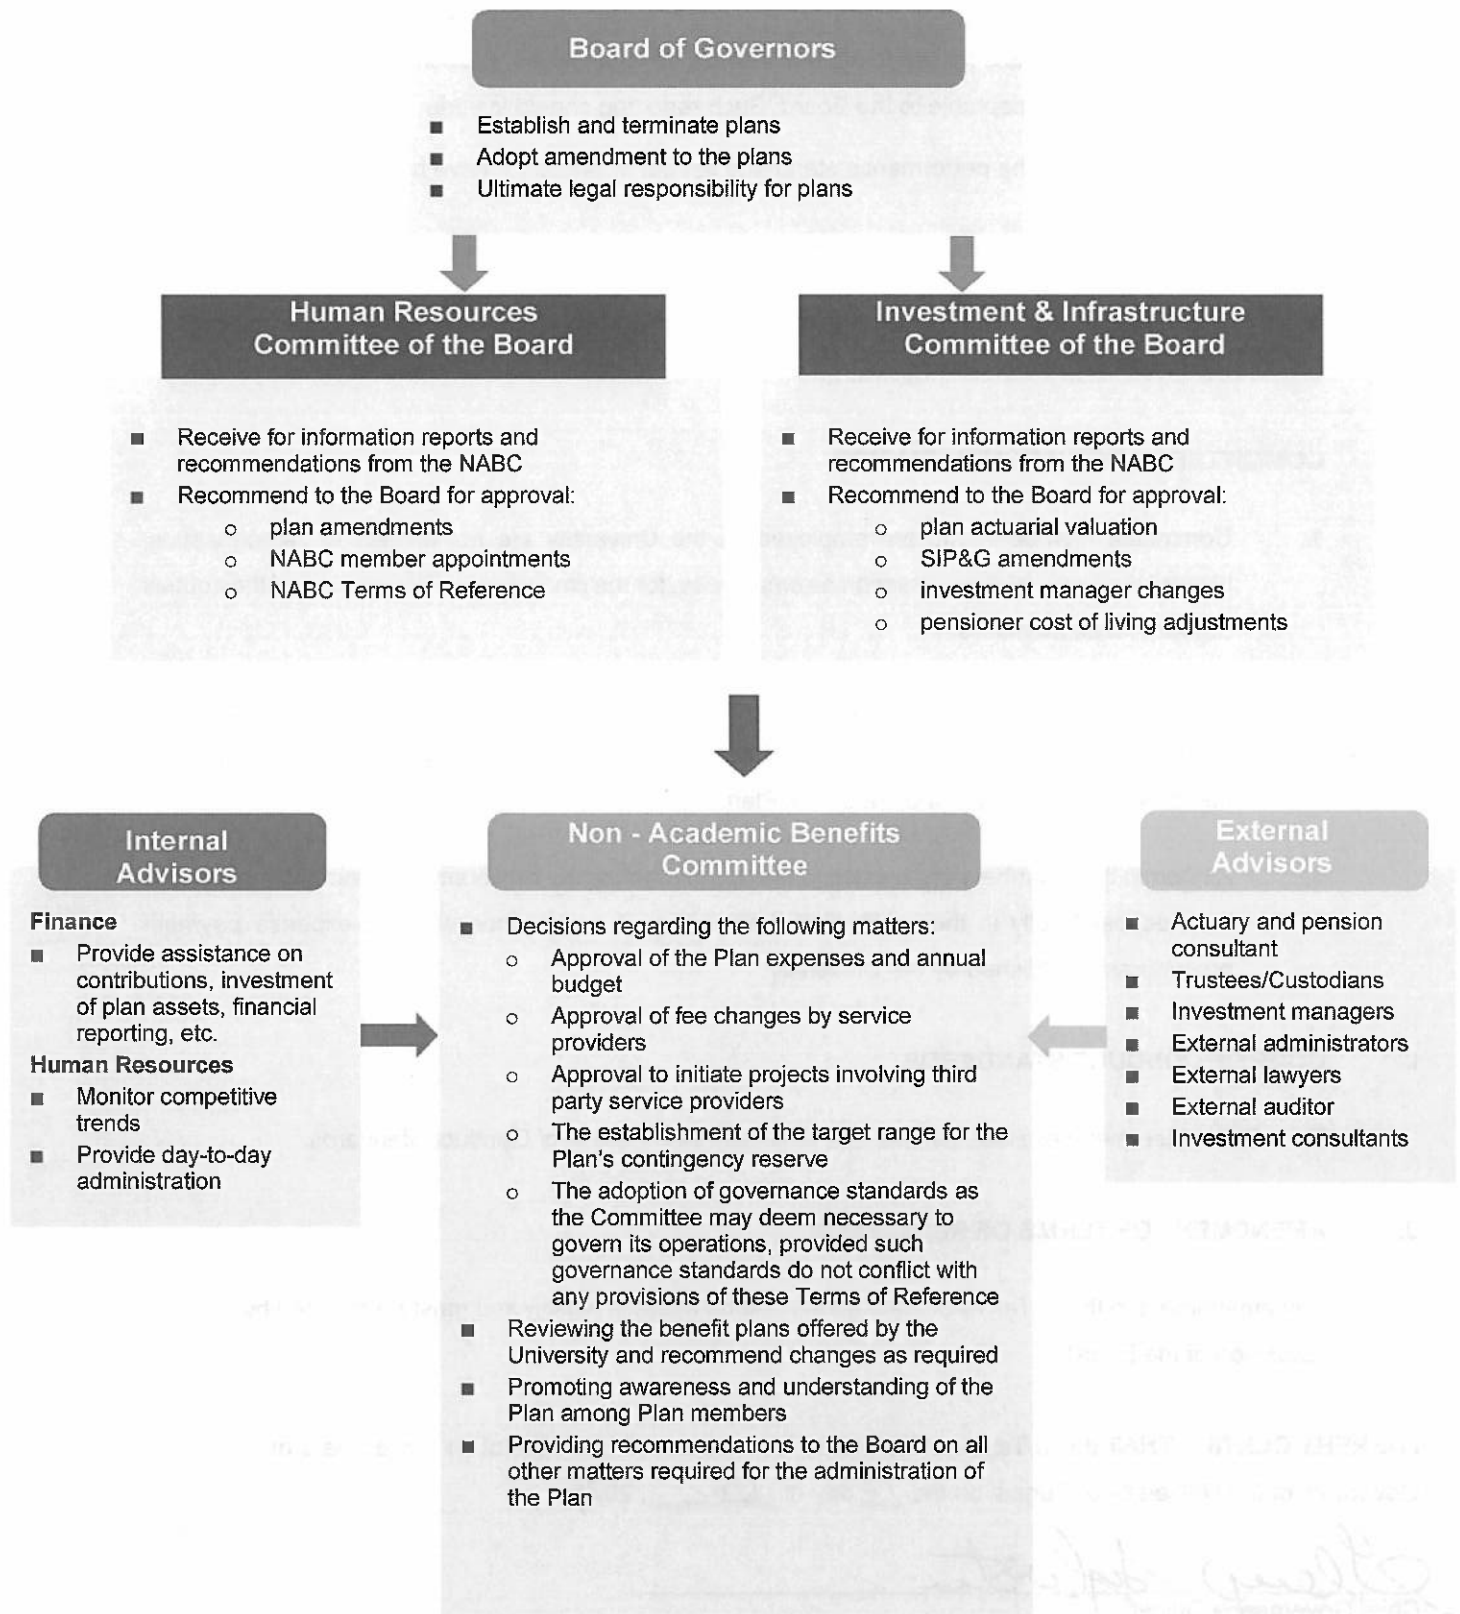 Board of Governors
■ Establish and terminate plans
■ Adopt amendment to the plans
■ Ultimate legal responsibility for plans
Human Resources
Committee of the Board
■ Receive for information reports and
recommendations from the NABC
■ Recommend to the Board for approval:
o plan amendments
o NABC member appointments
o NABC Terms of Reference
Investment & Infrastructure
Committee of the Board
■ Receive for information reports and
recommendations from the NABC
■ Recommend to the Board for approval:
o plan actuarial valuation
o SIP&G amendments
o investment manager changes
o pensioner cost of living adjustments
Internal
Advisors
Finance
■ Provide assistance on
contributions, investment
of plan assets, financial
reporting, etc.
Human Resources
■ Monitor competitive
trends
■ Provide day-to-day
administration
Non - Academic Benefits
Committee
■ Decisions regarding the following matters:
o Approval of the Plan expenses and annual
budget
o Approval of fee changes by service
providers
o Approval to initiate projects involving third
party service providers
o The establishment of the target range for the
Plan's contingency reserve
o The adoption of governance standards as
the Committee may deem necessary to
govern its operations, provided such
governance standards do not conflict with
any provisions of these Terms of Reference
■ Reviewing the benefit plans offered by the
University and recommend changes as required
■ Promoting awareness and understanding of the
Plan among Plan members
■ Providing recommendations to the Board on all
other matters required for the administration of
the Plan
External
Advisors
■ Actuary and pension
consultant
■ Trustees/Custodians
■ Investment managers
■ External administrators
■ External lawyers
■ External auditor
■ Investment consultants